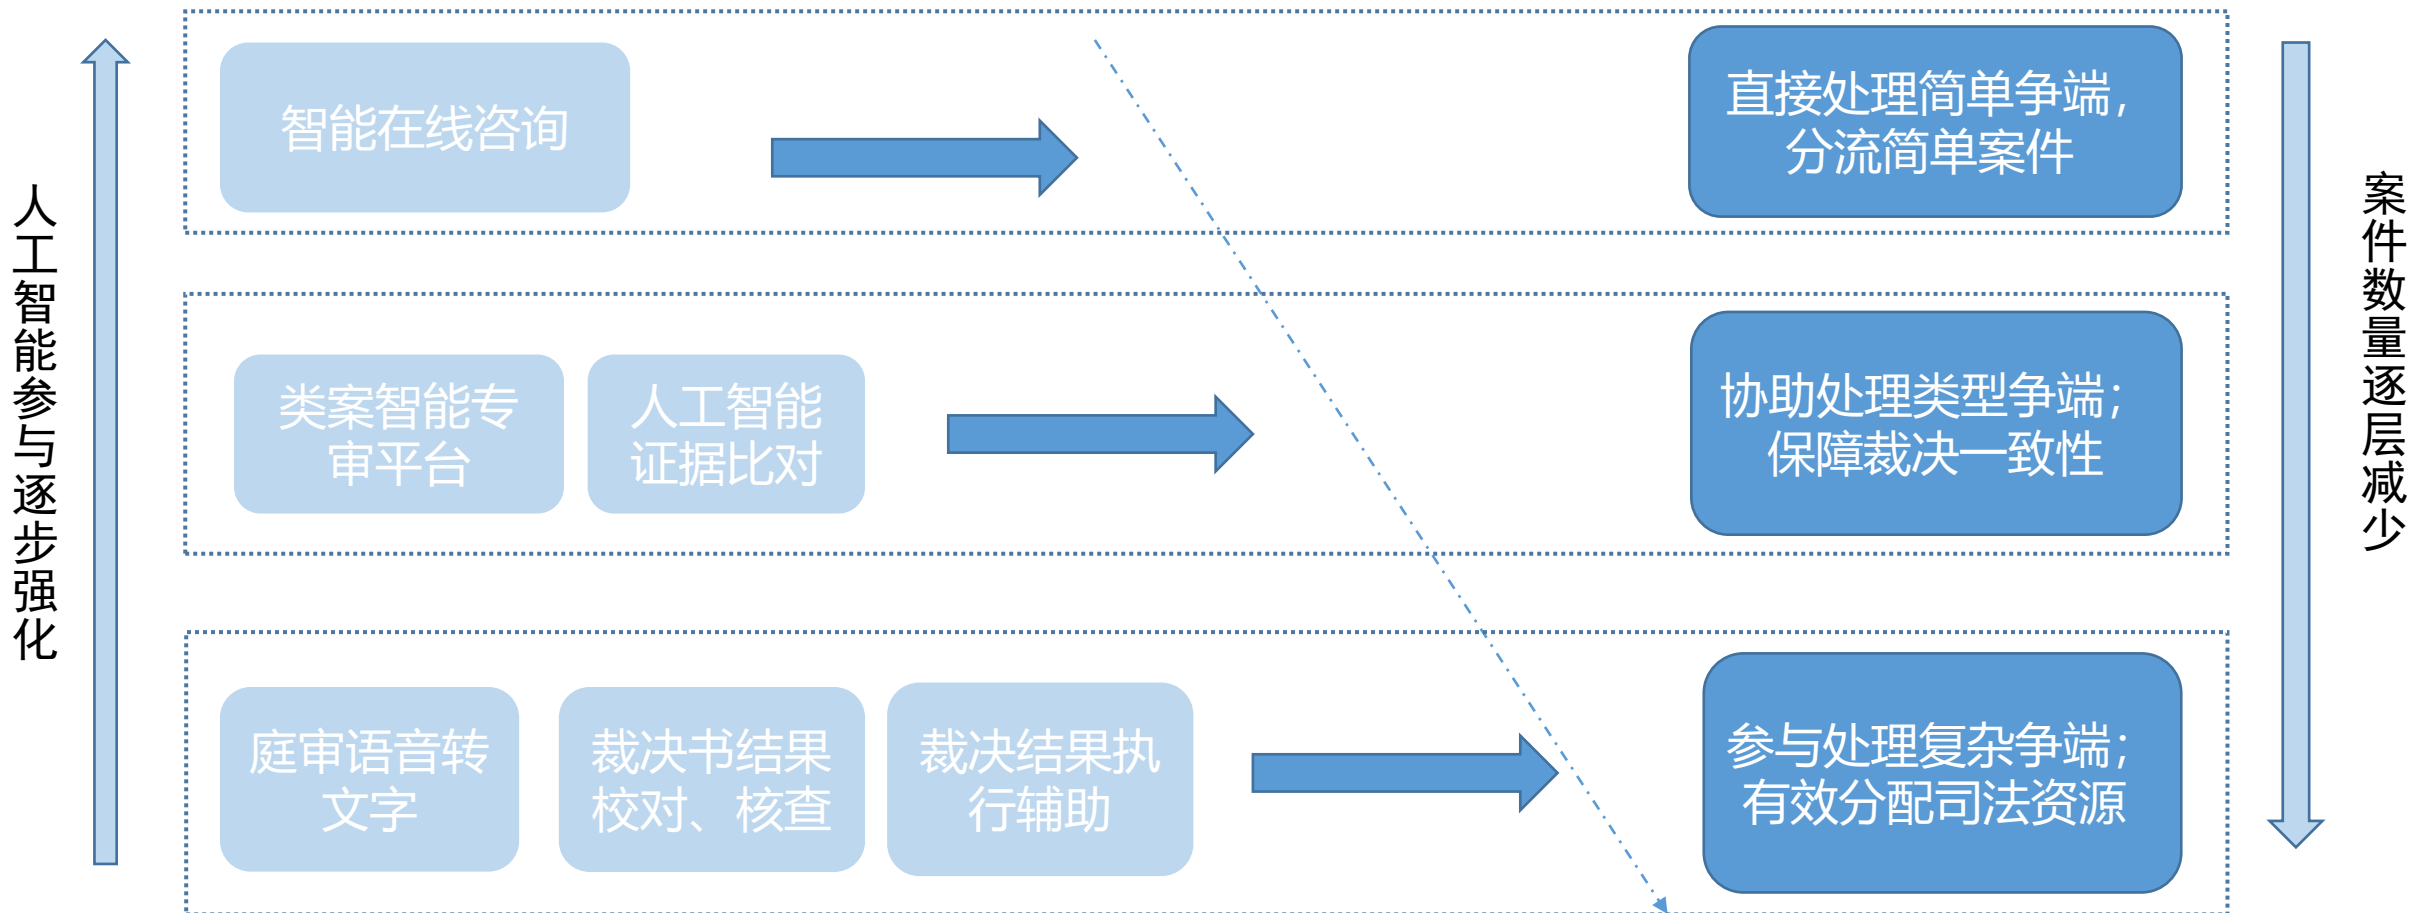 人工智能参与逐步强化
智能在线咨询
直接处理简单争端，
分流简单案件
类案智能专
审平台
人工智能
证据比对
协助处理类型争端；
保障裁决一致性
庭审语音转
文字
裁决书结果
校对、核查
裁决结果执
行辅助
参与处理复杂争端；
有效分配司法资源
案件数量逐层减少